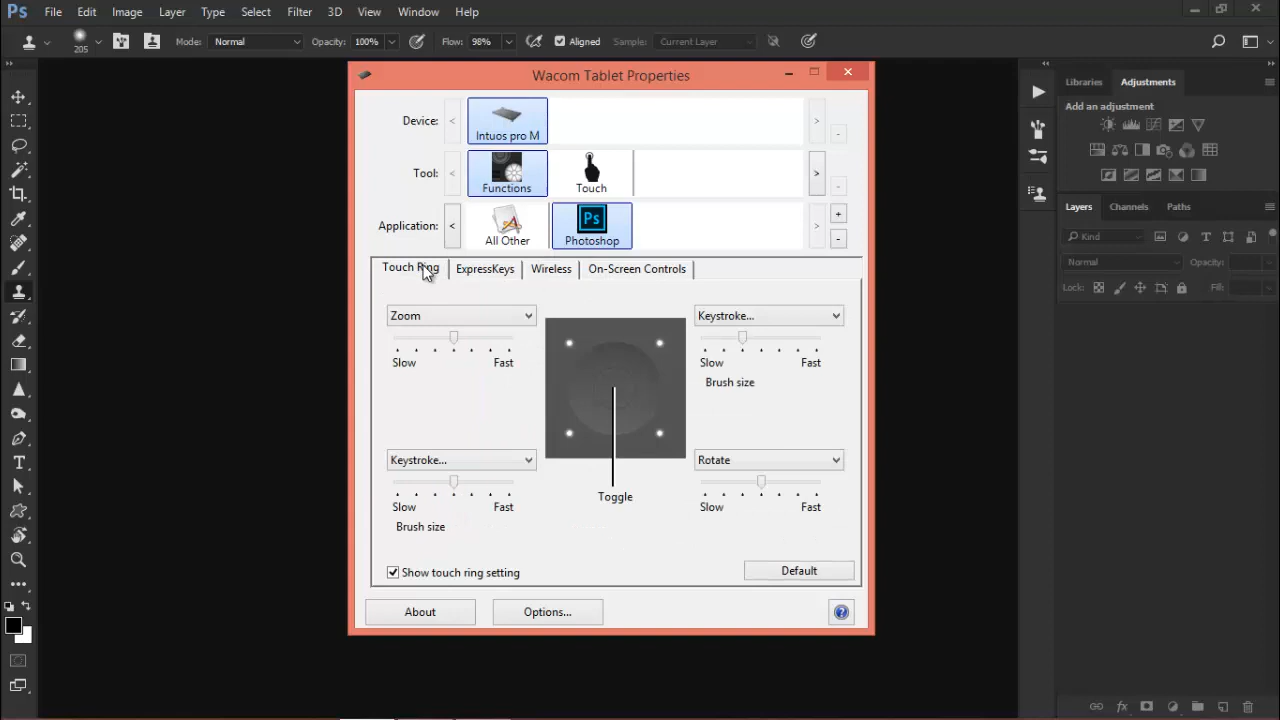 Ps File Edit Image Layer Type Select Filter 3D View Window Help
205 Mode: Normal Opacity: 100% Flow: 98% Aligned Sample: Current Layer
Wacom Tablet Properties
Device: < Intuos pro M > -
Tool: < Functions Touch > -
Application: < All Other Ps Photoshop > + -
Touch Ring ExpressKeys Wireless On-Screen Controls
Zoom
Slow Fast
Keystroke...
Slow Fast
Brush size
Keystroke...
Slow Fast
Brush size
Rotate
Slow Fast
Toggle
Show touch ring setting
Default
About Options... ?
Libraries Adjustments
Add an adjustment
Layers Channels Paths
Kind
Normal Opacity:
Lock: Fill:
fx